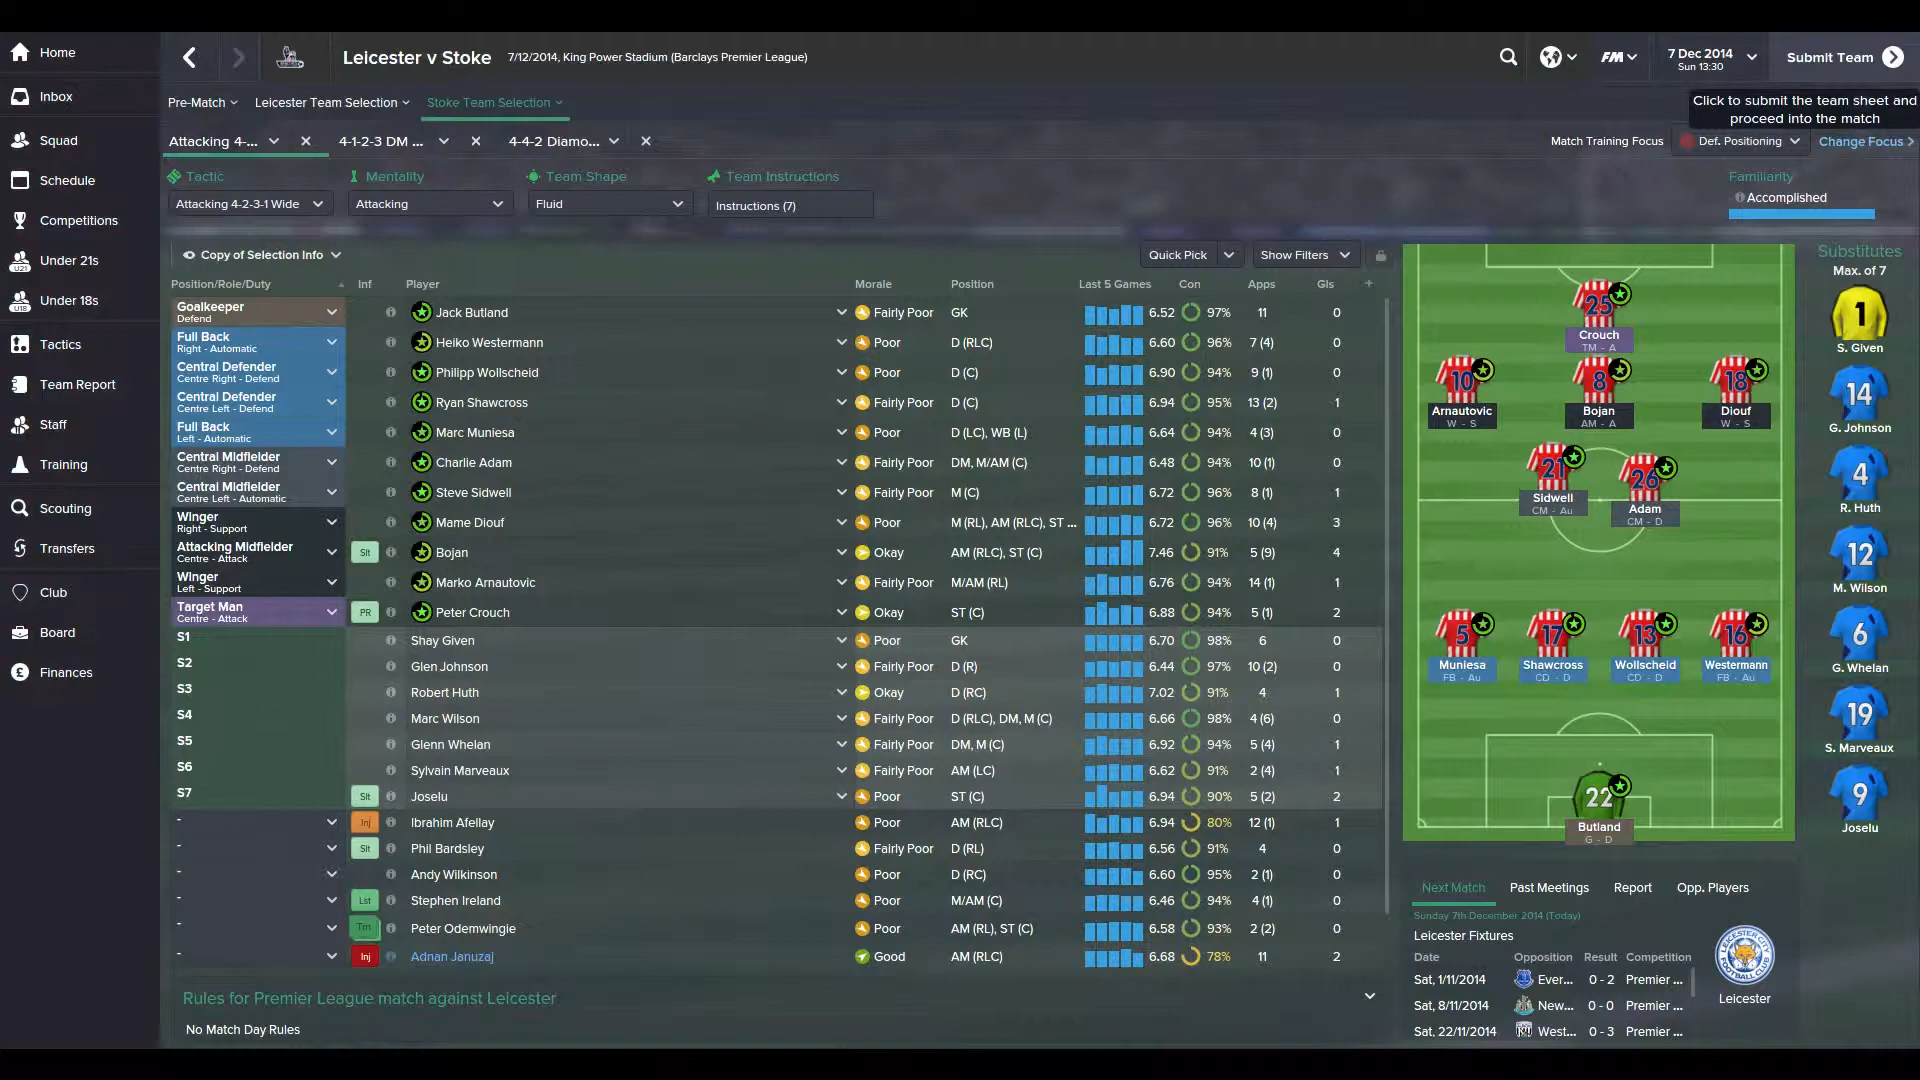 Home
Inbox
Squad
Schedule
Competitions
Under 21s
U21
Under 18s
U18
Tactics
Team Report
Staff
Training
Scouting
Transfers
Club
Board
Finances
Leicester v Stoke 7/12/2014, King Power Stadium (Barclays Premier League)
FM
7 Dec 2014
Sun 13:30
Submit Team
Click to submit the team sheet and
proceed into the match
Pre-Match Leicester Team Selection Stoke Team Selection
Attacking 4-... 4-1-2-3 DM ... 4-4-2 Diamo...
Match Training Focus Def. Positioning Change Focus >
Tactic Mentality Team Shape Team Instructions
Attacking 4-2-3-1 Wide Attacking Fluid Instructions (7)
Familiarity
Accomplished
Copy of Selection Info Quick Pick Show Filters
Position/Role/Duty Inf Player Morale Position Last 5 Games Con Apps Gls +
Goalkeeper
Defend
Jack Butland Fairly Poor GK 6.52 97% 11 0
Full Back
Right - Automatic
Heiko Westermann Poor D (RLC) 6.60 96% 7 (4) 0
Central Defender
Centre Right - Defend
Philipp Wollscheid Poor D (C) 6.90 94% 9 (1) 0
Central Defender
Centre Left - Defend
Ryan Shawcross Fairly Poor D (C) 6.94 95% 13 (2) 1
Full Back
Left - Automatic
Marc Muniesa Poor D (LC), WB (L) 6.64 94% 4 (3) 0
Central Midfielder
Centre Right - Defend
Charlie Adam Fairly Poor DM, M/AM (C) 6.48 94% 10 (1) 0
Central Midfielder
Centre Left - Automatic
Steve Sidwell Fairly Poor M (C) 6.72 96% 8 (1) 1
Winger
Right - Support
Mame Diouf Poor M (RL), AM (RLC), ST ... 6.72 96% 10 (4) 3
Attacking Midfielder
Centre - Attack
Slt Bojan Okay AM (RLC), ST (C) 7.46 91% 5 (9) 4
Winger
Left - Support
Marko Arnautovic Fairly Poor M/AM (RL) 6.76 94% 14 (1) 1
Target Man
Centre - Attack
PR Peter Crouch Okay ST (C) 6.88 94% 5 (1) 2
S1 Shay Given Poor GK 6.70 98% 6 0
S2 Glen Johnson Fairly Poor D (R) 6.44 97% 10 (2) 0
S3 Robert Huth Okay D (RC) 7.02 91% 4 1
S4 Marc Wilson Fairly Poor D (RLC), DM, M (C) 6.66 98% 4 (6) 0
S5 Glenn Whelan Fairly Poor DM, M (C) 6.92 94% 5 (4) 1
S6 Sylvain Marveaux Fairly Poor AM (LC) 6.62 91% 2 (4) 1
S7 Slt Joselu Poor ST (C) 6.94 90% 5 (2) 2
- Inj Ibrahim Afellay Poor AM (RLC) 6.94 80% 12 (1) 1
- Slt Phil Bardsley Fairly Poor D (RL) 6.56 91% 4 0
- Andy Wilkinson Poor D (RC) 6.60 95% 2 (1) 0
- Lst Stephen Ireland Poor M/AM (C) 6.46 94% 4 (1) 0
- Trn Peter Odemwingie Poor AM (RL), ST (C) 6.58 93% 2 (2) 0
- Inj Adnan Januzaj Good AM (RLC) 6.68 78% 11 2
Rules for Premier League match against Leicester
No Match Day Rules
25
Crouch
TM - A
10 8 18
Arnautovic Bojan Diouf
W - S AM - A W - S
21 26
Sidwell Adam
CM - Au CM - D
5 17 13 16
Muniesa Shawcross Wollscheid Westermann
FB - Au CD - D CD - D FB - Au
22
Butland
G - D
Substitutes
Max. of 7
1
S. Given
14
G. Johnson
4
R. Huth
12
M. Wilson
6
G. Whelan
19
S. Marveaux
9
Joselu
Next Match Past Meetings Report Opp. Players
Sunday 7th December 2014 (Today)
Leicester Fixtures
Date Opposition Result Competition
Sat, 1/11/2014 Ever... 0 - 2 Premier ...
Sat, 8/11/2014 New... 0 - 0 Premier ...
Sat, 22/11/2014 West... 0 - 3 Premier ...
Leicester